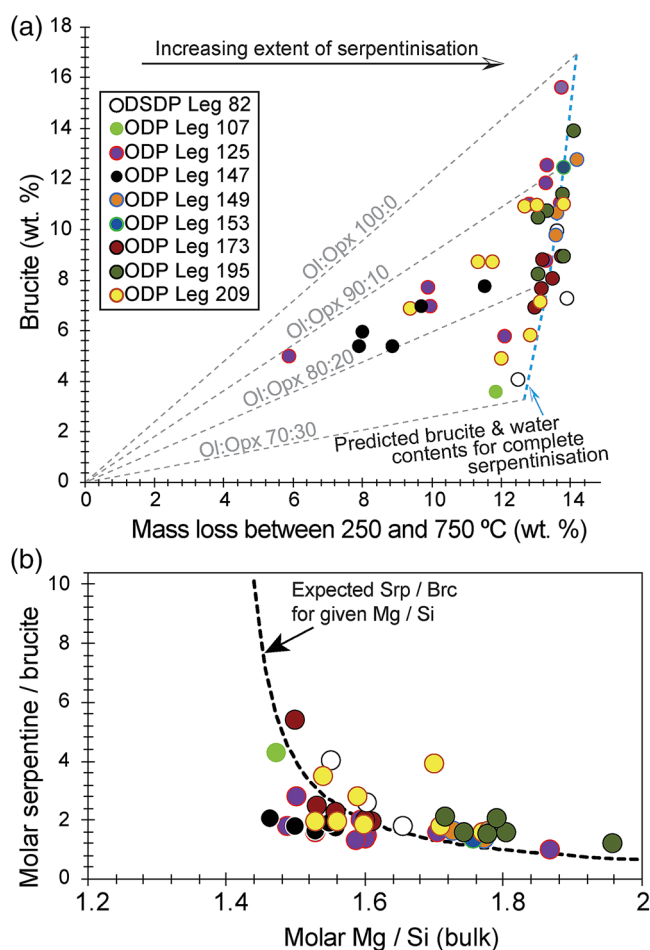 (a)
Brucite (wt. %)
18
16
14
12
10
8
6
4
2
0
Increasing extent of serpentinisation
DSDP Leg 82
ODP Leg 107
ODP Leg 125
ODP Leg 147
ODP Leg 149
ODP Leg 153
ODP Leg 173
ODP Leg 195
ODP Leg 209
Ol:Opx 100:0
Ol:Opx 90:10
Ol:Opx 80:20
Ol:Opx 70:30
Predicted brucite & water
contents for complete
serpentinisation
0 2 4 6 8 10 12 14
Mass loss between 250 and 750 ºC (wt. %)
(b)
Molar serpentine / brucite
10
8
6
4
2
0
Expected Srp / Brc
for given Mg / Si
1.2 1.4 1.6 1.8 2
Molar Mg / Si (bulk)